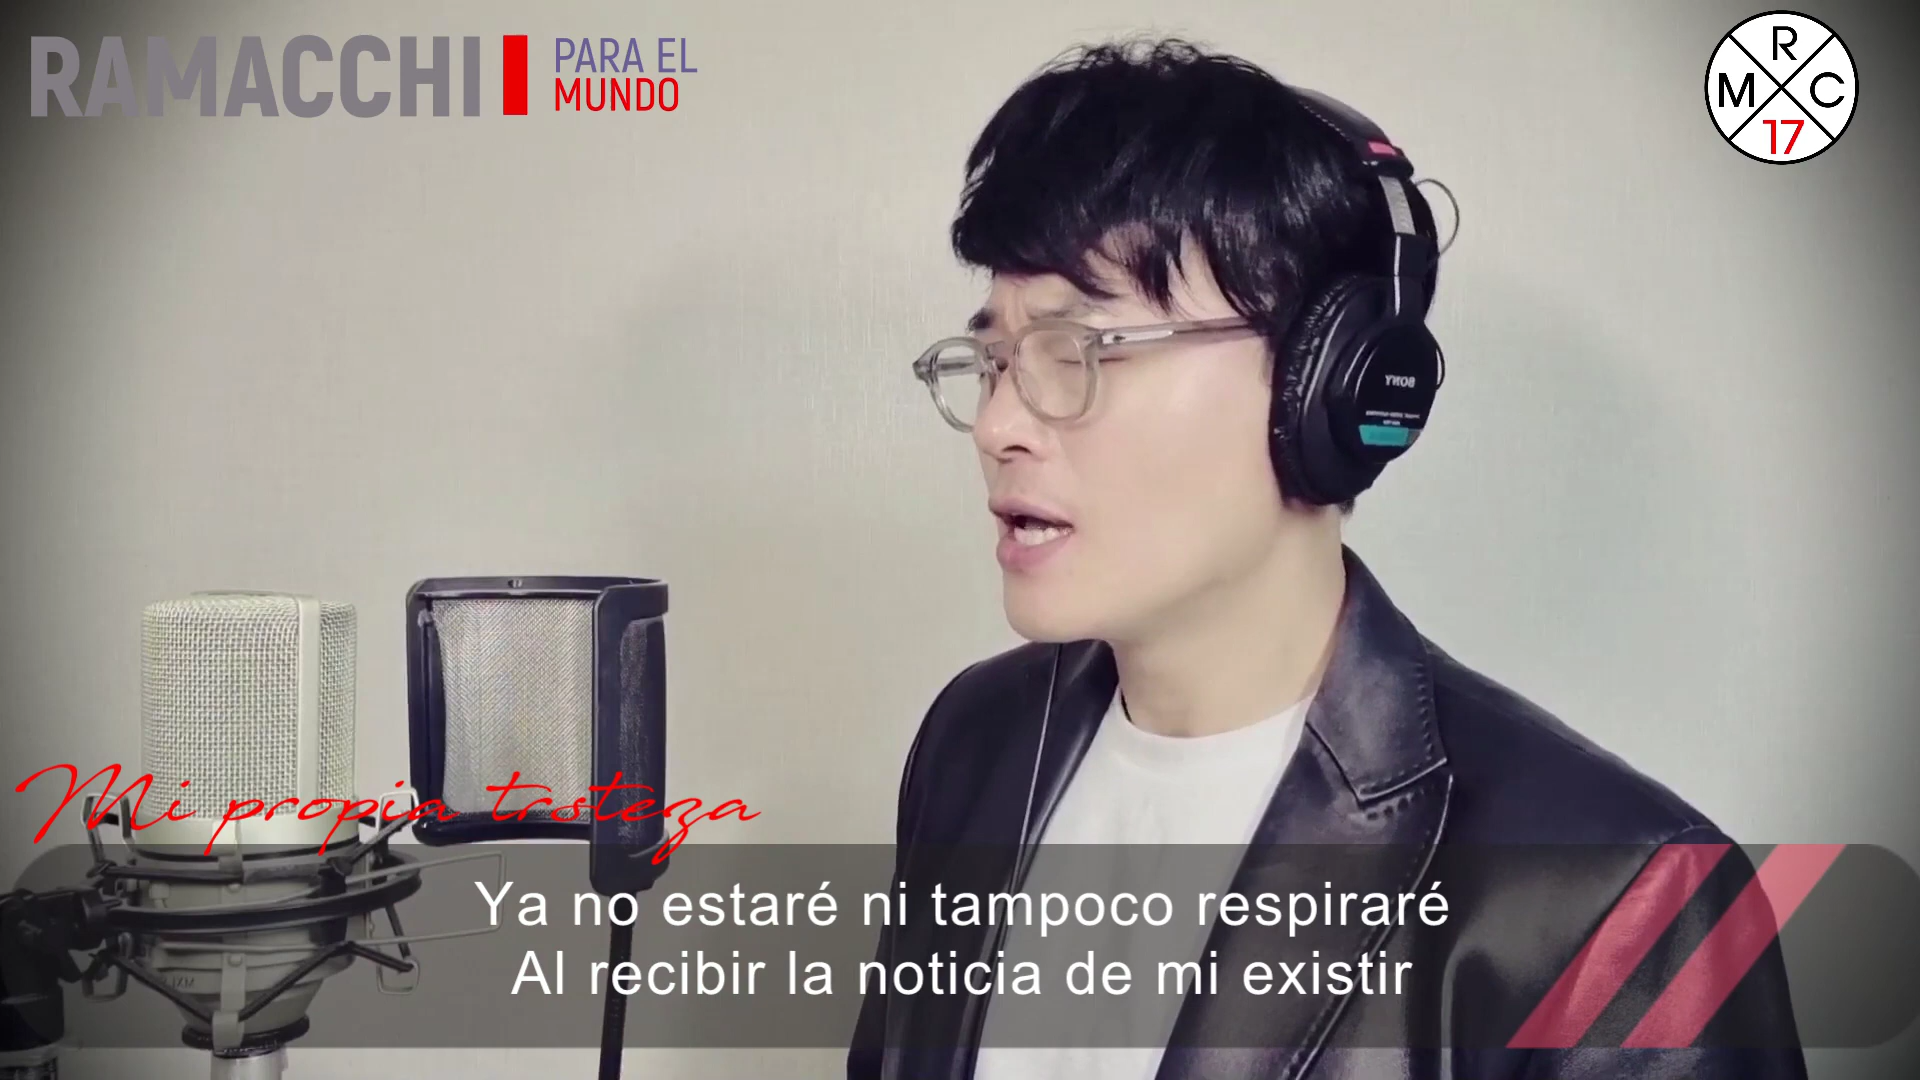 RAMACCHI
PARA EL
MUNDO
R
M C
17
SONY
Mi propia trsteza
Ya no estaré ni tampoco respiraré
Al recibir la noticia de mi existir